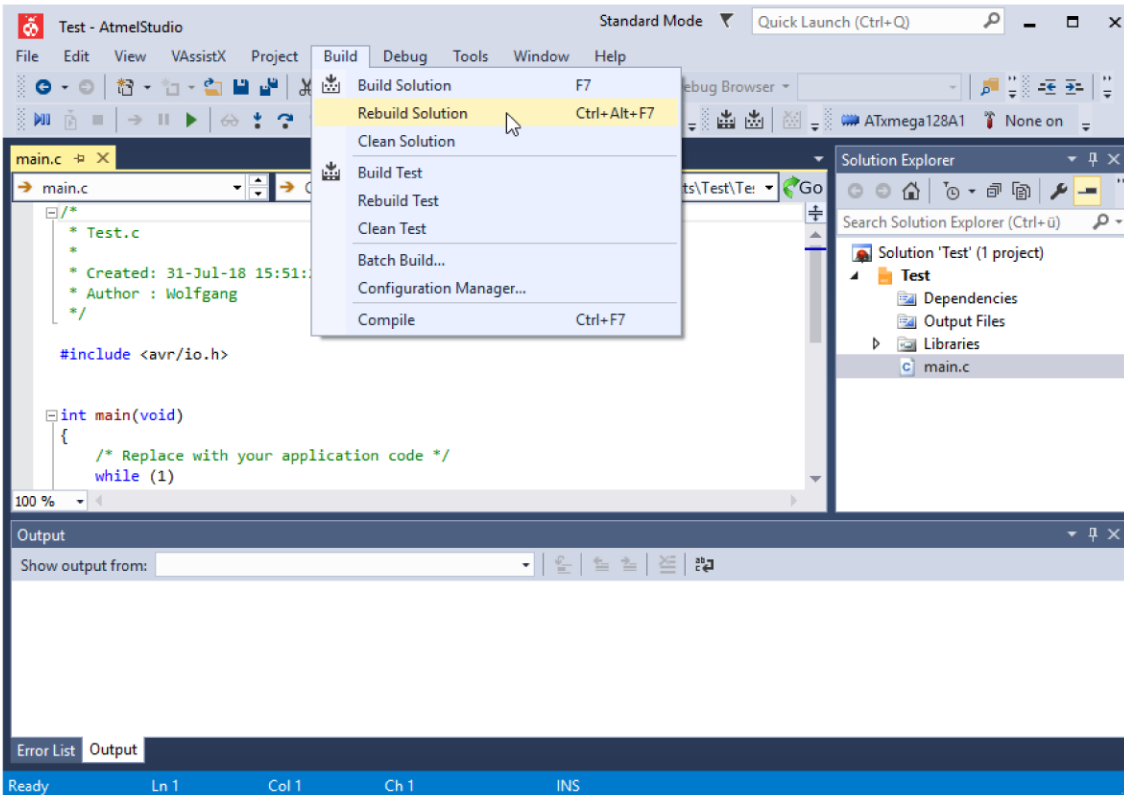 Test - AtmelStudio
Standard Mode
Quick Launch (Ctrl+Q)
File Edit View VAssistX Project Build Debug Tools Window Help
Build Solution F7
Rebuild Solution Ctrl+Alt+F7
Clean Solution
Build Test
Rebuild Test
Clean Test
Batch Build...
Configuration Manager...
Compile Ctrl+F7
ebug Browser
ATxmega128A1 None on
main.c
main.c
ts\Test\Te
Go
/*
* Test.c
*
* Created: 31-Jul-18 15:51:
* Author : Wolfgang
*/
#include <avr/io.h>
int main(void)
{
/* Replace with your application code */
while (1)
100 %
Solution Explorer
Search Solution Explorer (Ctrl+ü)
Solution 'Test' (1 project)
Test
Dependencies
Output Files
Libraries
main.c
Output
Show output from:
Error List Output
Ready Ln 1 Col 1 Ch 1 INS